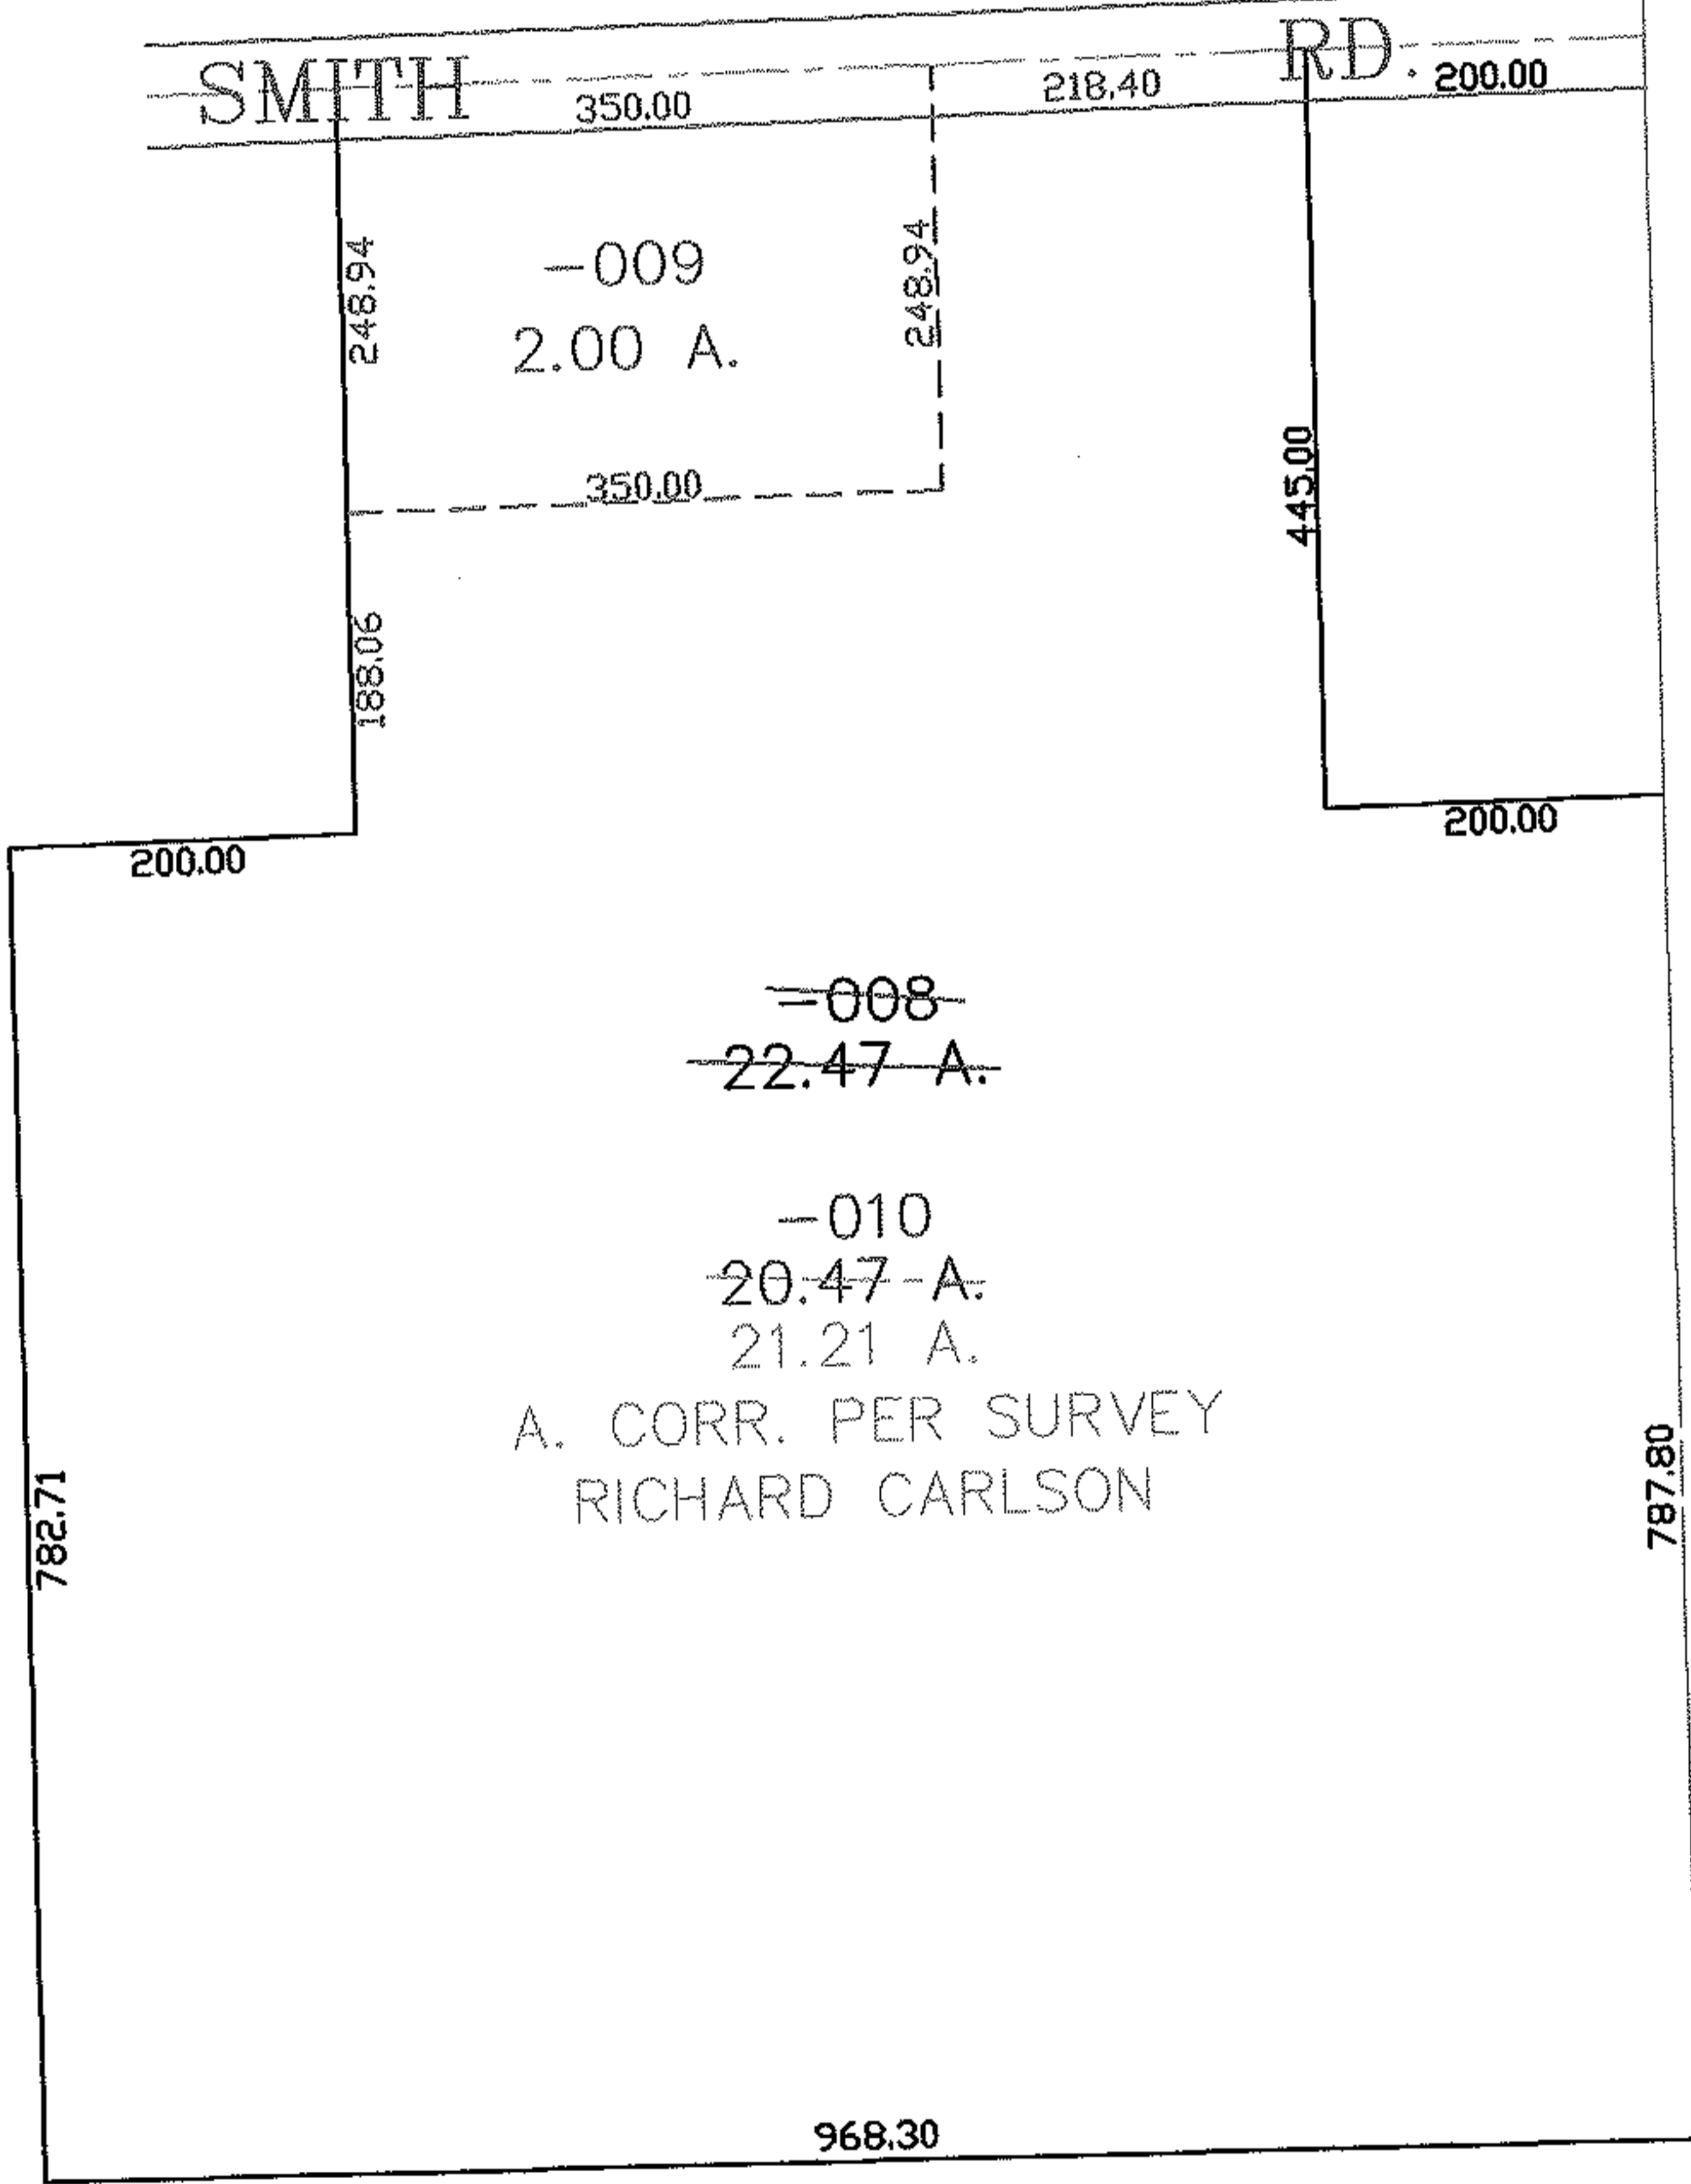 SMITH RD.
350.00
218.40
200.00
248.94
-009
2.00 A.
248.94
350.00
445.00
188.06
200.00
200.00
-008
22.47 A.
-010
20.47 A.
21.21 A.
A. CORR. PER SURVEY
RICHARD CARLSON
782.71
787.80
968.30